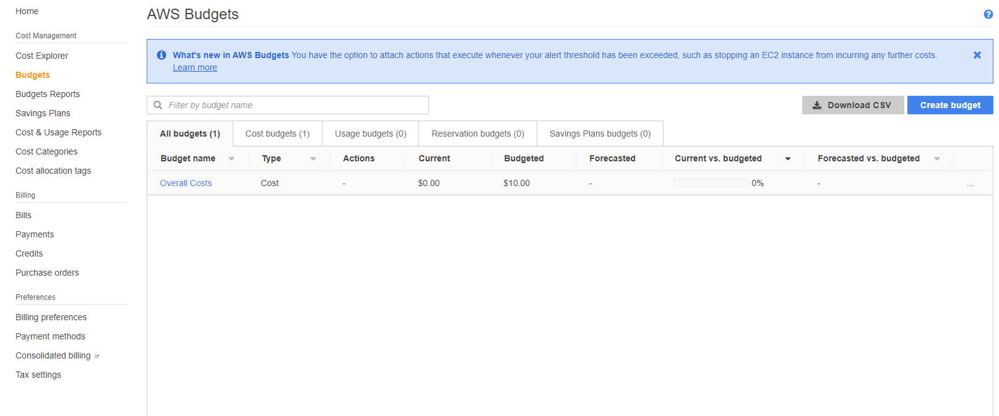 Home
Cost Management
Cost Explorer
Budgets
Budgets Reports
Savings Plans
Cost & Usage Reports
Cost Categories
Cost allocation tags
Billing
Bills
Payments
Credits
Purchase orders
Preferences
Billing preferences
Payment methods
Consolidated billing
Tax settings
AWS Budgets
?
What's new in AWS Budgets You have the option to attach actions that execute whenever your alert threshold has been exceeded, such as stopping an EC2 instance from incurring any further costs.
Learn more
Filter by budget name
Download CSV
Create budget
All budgets (1) Cost budgets (1) Usage budgets (0) Reservation budgets (0) Savings Plans budgets (0)
Budget name Type Actions Current Budgeted Forecasted Current vs. budgeted Forecasted vs. budgeted
Overall Costs Cost - $0.00 $10.00 - 0% - ...